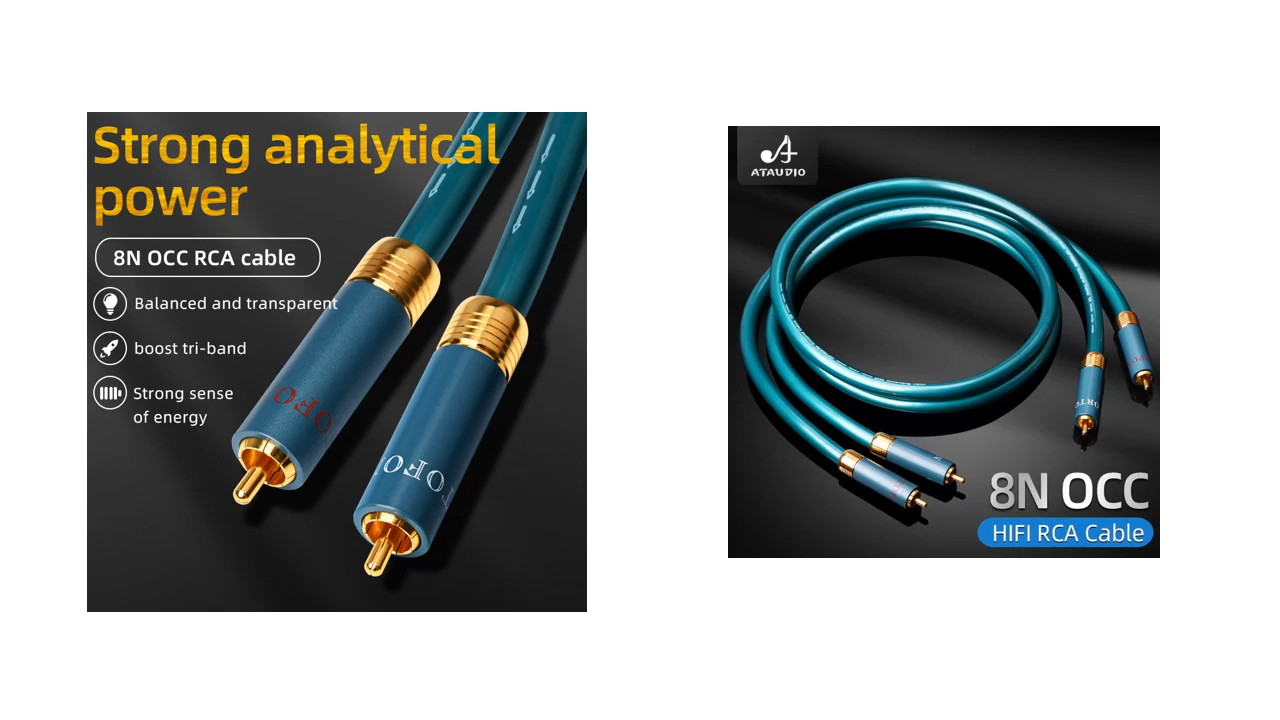 Strong analytical
power
8N OCC RCA cable
Balanced and transparent
boost tri-band
Strong sense
of energy
ATAUDIO
8N OCC
HIFI RCA Cable